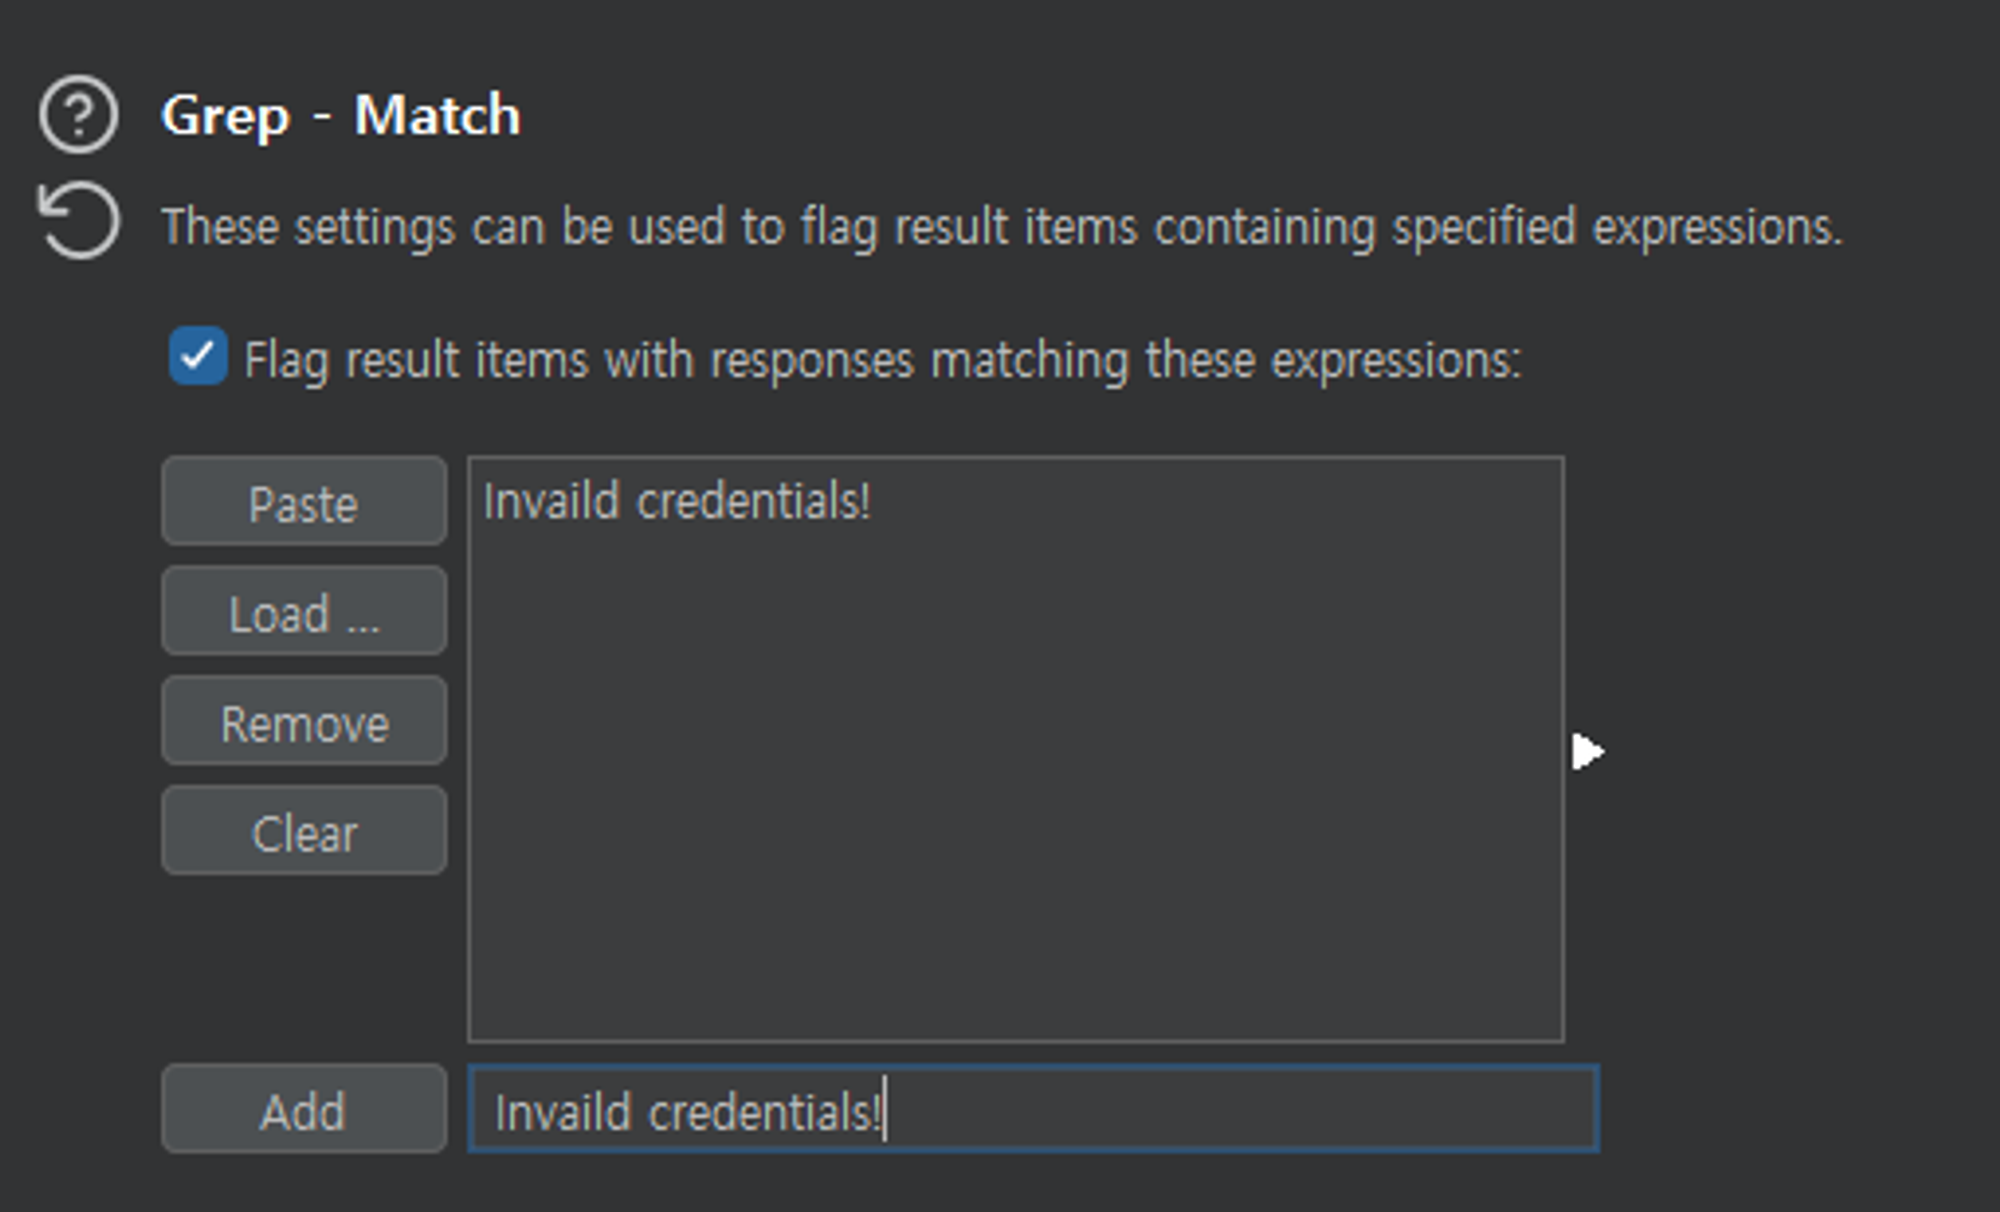 Grep - Match
These settings can be used to flag result items containing specified expressions.
Flag result items with responses matching these expressions:
Paste
Invaild credentials!
Load ...
Remove
Clear
Add
Invaild credentials!